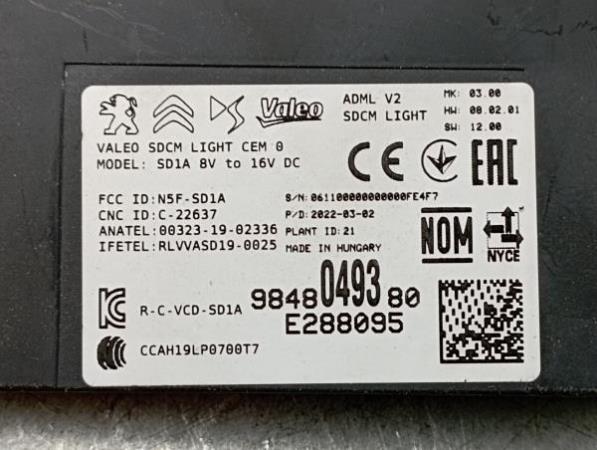 Valeo
ADML V2
SDCM LIGHT
MK: 03.00
HW: 08.02.01
SW: 12.00
VALEO SDCM LIGHT CEM 0
MODEL: SD1A 8V to 16V DC
CE
EAC
FCC ID:N5F-SD1A
CNC ID:C-22637
ANATEL:00323-19-02336
IFETEL:RLVVASD19-0025
S/N:061100000000000FE4F7
P/D:2022-03-02
PLANT ID:21
MADE IN HUNGARY
NOM
NYCE
R-C-VCD-SD1A
9848049380
E288095
CCAH19LP0700T7